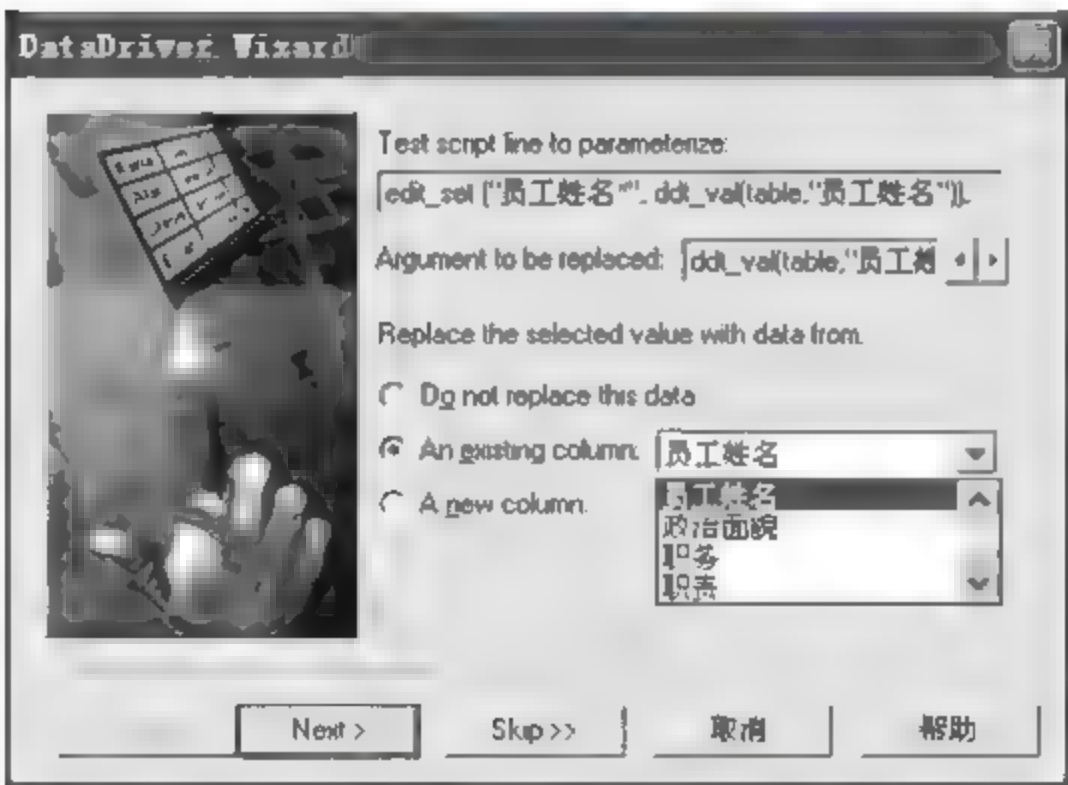 DataDriver Wizard
Test script line to parameterize:
edit_set ("员工姓名", ddt_val(table,"员工姓名"));
Argument to be replaced: ddt_val(table,"员工姓
Replace the selected value with data from:
Do not replace this data
An existing column: 员工姓名
员工姓名
政治面貌
职务
职责
A new column:
Next > Skip >> 取消 帮助